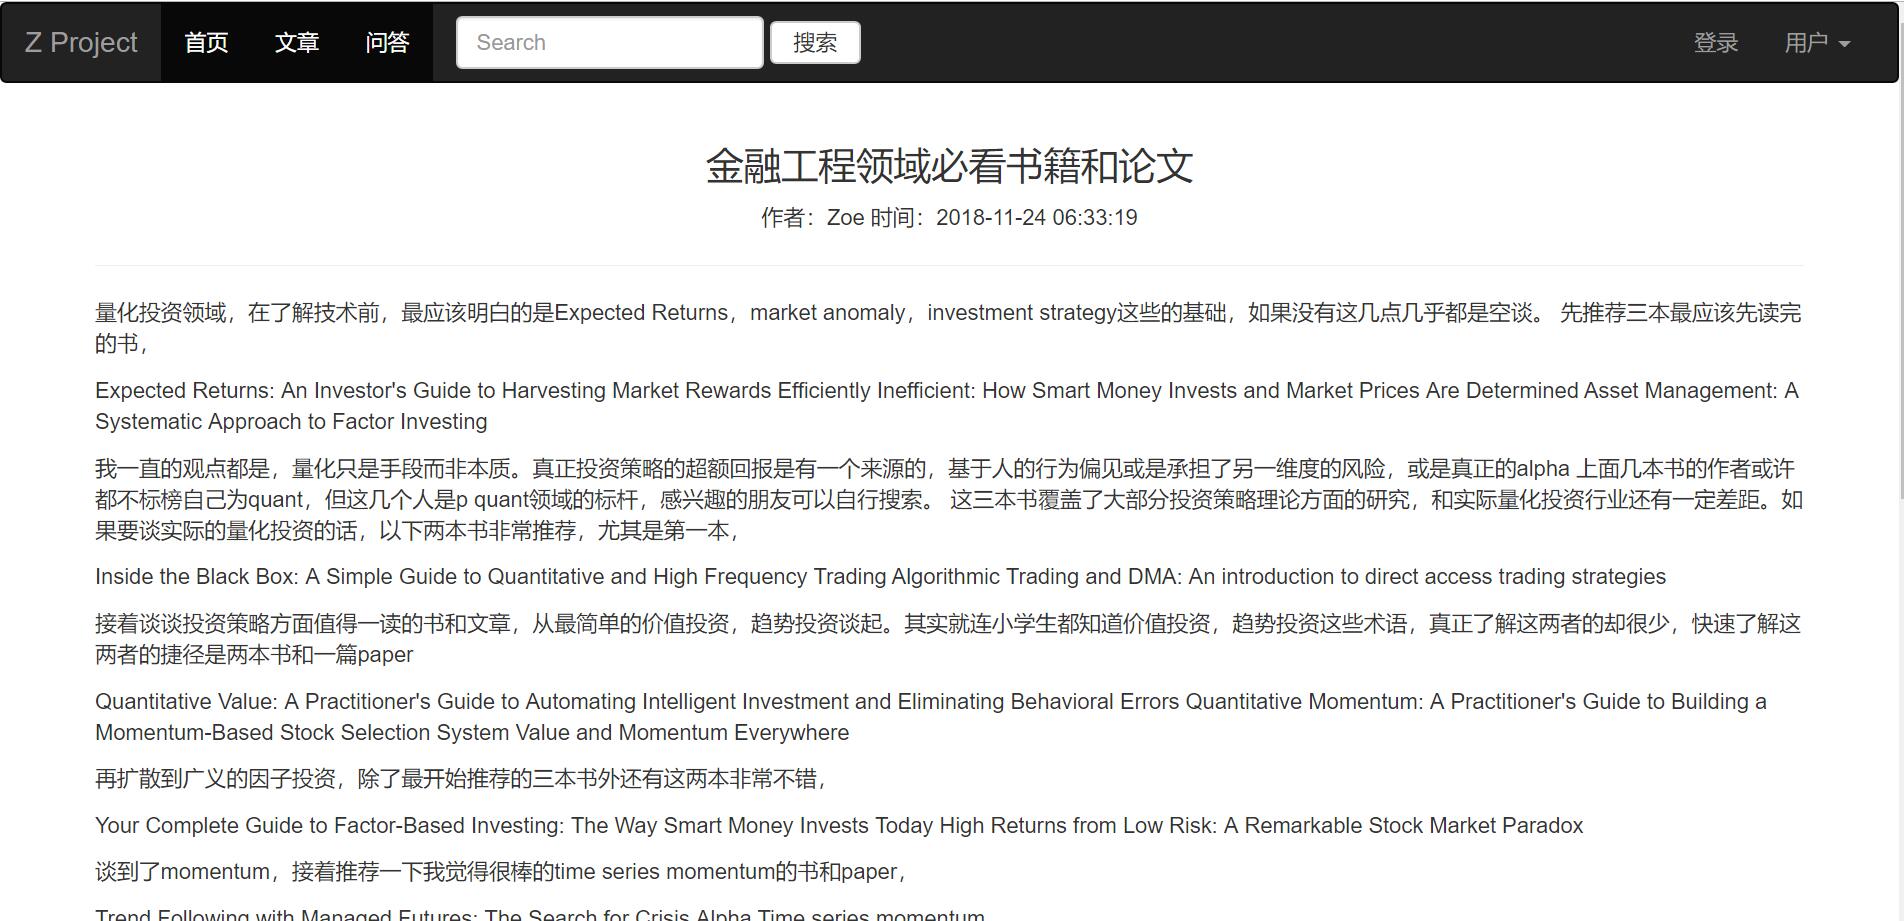 Z Project 首页 文章 问答 Search 搜索 登录 用户
金融工程领域必看书籍和论文
作者：Zoe 时间：2018-11-24 06:33:19
量化投资领域，在了解技术前，最应该明白的是Expected Returns，market anomaly，investment strategy这些的基础，如果没有这几点几乎都是空谈。 先推荐三本最应该先读完
的书，
Expected Returns: An Investor's Guide to Harvesting Market Rewards Efficiently Inefficient: How Smart Money Invests and Market Prices Are Determined Asset Management: A
Systematic Approach to Factor Investing
我一直的观点都是，量化只是手段而非本质。真正投资策略的超额回报是有一个来源的，基于人的行为偏见或是承担了另一维度的风险，或是真正的alpha 上面几本书的作者或许
都不标榜自己为quant，但这几个人是p quant领域的标杆，感兴趣的朋友可以自行搜索。 这三本书覆盖了大部分投资策略理论方面的研究，和实际量化投资行业还有一定差距。如
果要谈实际的量化投资的话，以下两本书非常推荐，尤其是第一本，
Inside the Black Box: A Simple Guide to Quantitative and High Frequency Trading Algorithmic Trading and DMA: An introduction to direct access trading strategies
接着谈谈投资策略方面值得一读的书和文章，从最简单的价值投资，趋势投资谈起。其实就连小学生都知道价值投资，趋势投资这些术语，真正了解这两者的却很少，快速了解这
两者的捷径是两本书和一篇paper
Quantitative Value: A Practitioner's Guide to Automating Intelligent Investment and Eliminating Behavioral Errors Quantitative Momentum: A Practitioner's Guide to Building a
Momentum-Based Stock Selection System Value and Momentum Everywhere
再扩散到广义的因子投资，除了最开始推荐的三本书外还有这两本非常不错，
Your Complete Guide to Factor-Based Investing: The Way Smart Money Invests Today High Returns from Low Risk: A Remarkable Stock Market Paradox
谈到了momentum，接着推荐一下我觉得很棒的time series momentum的书和paper，
Trend Following with Managed Futures: The Search for Crisis Alpha Time series momentum